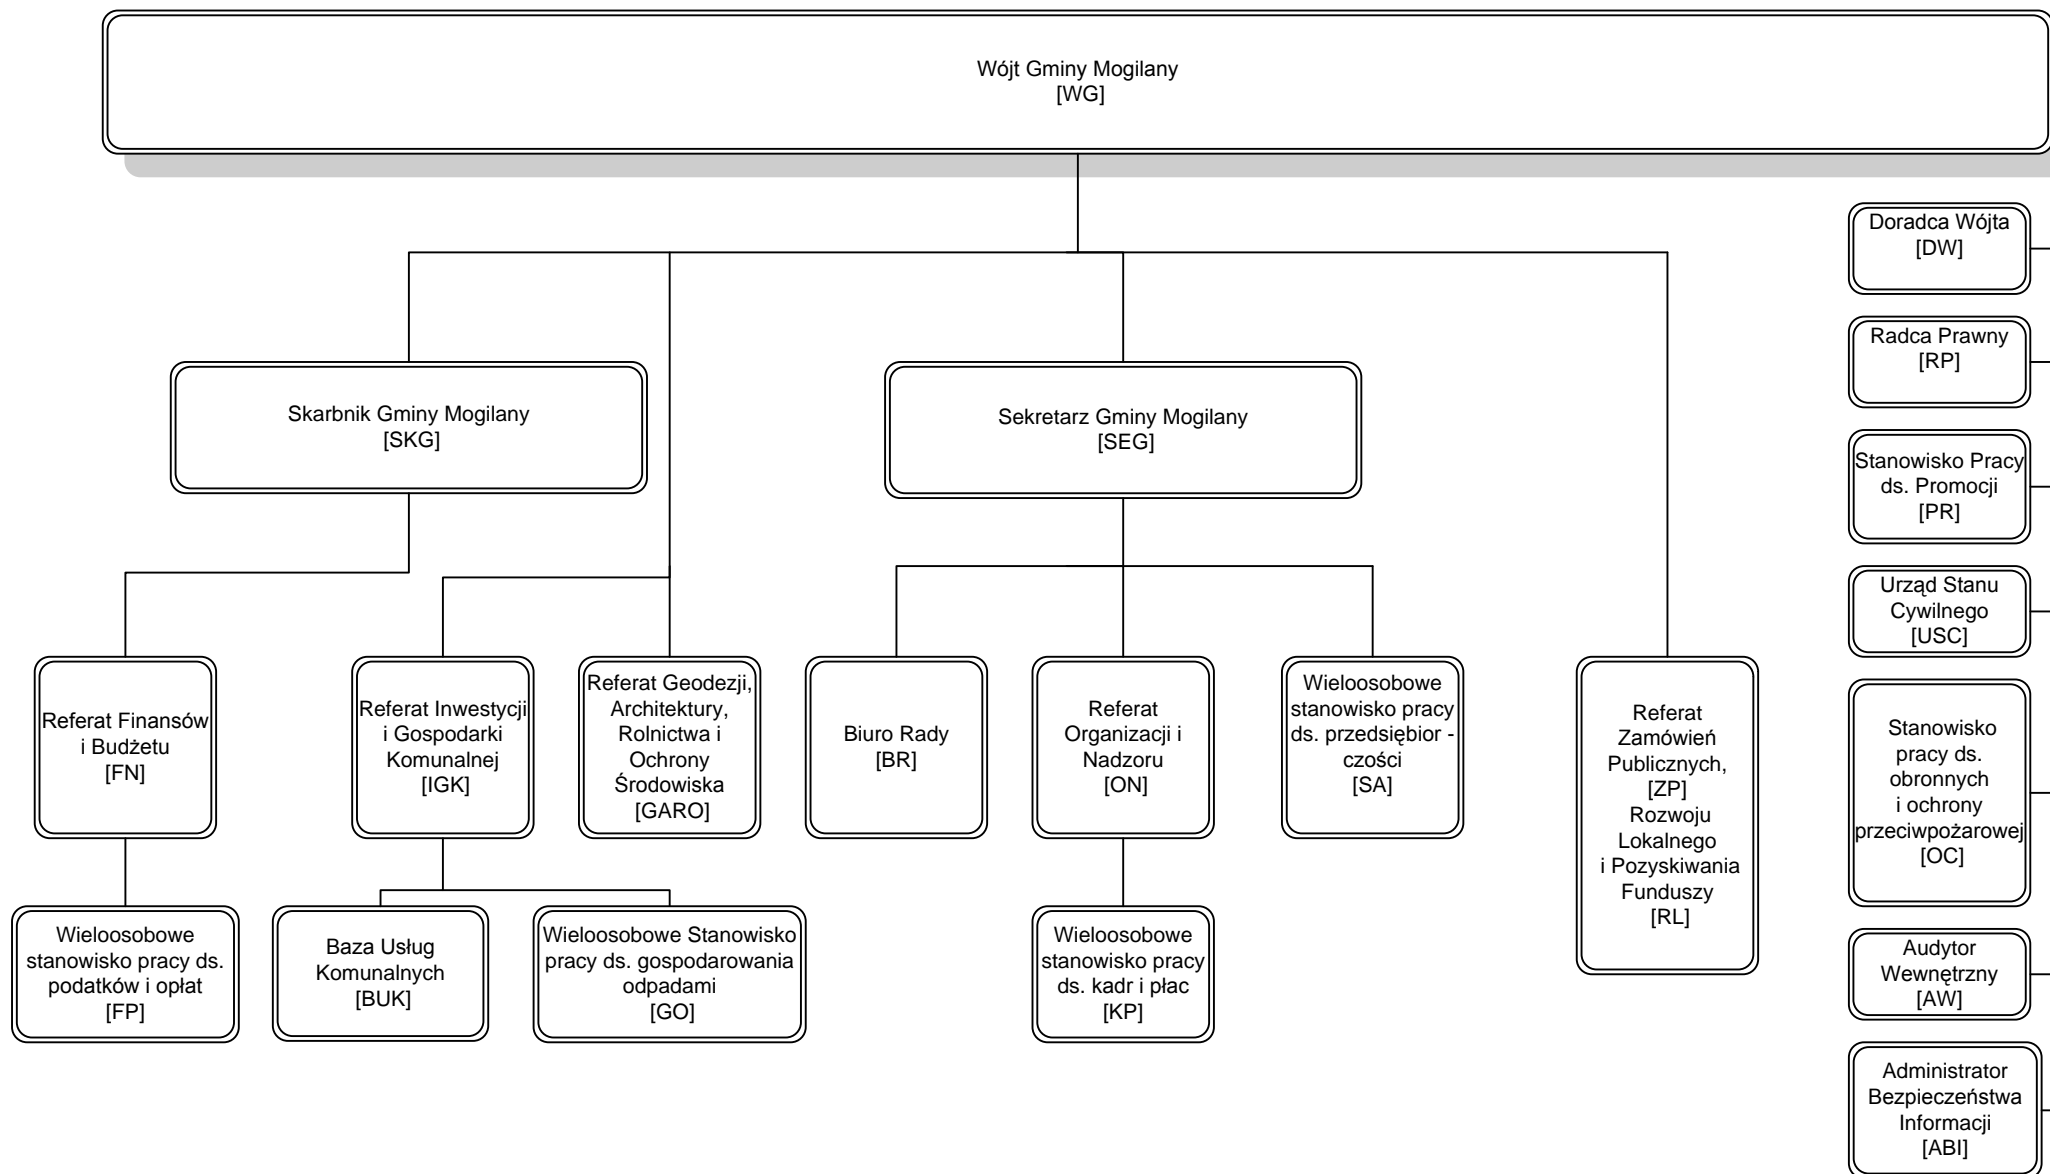 Wójt Gminy Mogilany
[WG]
Doradca Wójta
[DW]
Radca Prawny
[RP]
Stanowisko Pracy
ds. Promocji
[PR]
Urząd Stanu
Cywilnego
[USC]
Stanowisko
pracy ds.
obronnych
i ochrony
przeciwpożarowej
[OC]
Audytor
Wewnętrzny
[AW]
Administrator
Bezpieczeństwa
Informacji
[ABI]
Skarbnik Gminy Mogilany
[SKG]
Sekretarz Gminy Mogilany
[SEG]
Referat Finansów
i Budżetu
[FN]
Referat Inwestycji
i Gospodarki
Komunalnej
[IGK]
Referat Geodezji,
Architektury,
Rolnictwa i
Ochrony
Środowiska
[GARO]
Biuro Rady
[BR]
Referat
Organizacji i
Nadzoru
[ON]
Wieloosobowe
stanowisko pracy
ds. przedsiębior -
czości
[SA]
Referat
Zamówień
Publicznych,
[ZP]
Rozwoju
Lokalnego
i Pozyskiwania
Funduszy
[RL]
Wieloosobowe
stanowisko pracy ds.
podatków i opłat
[FP]
Baza Usług
Komunalnych
[BUK]
Wieloosobowe Stanowisko
pracy ds. gospodarowania
odpadami
[GO]
Wieloosobowe
stanowisko pracy
ds. kadr i płac
[KP]